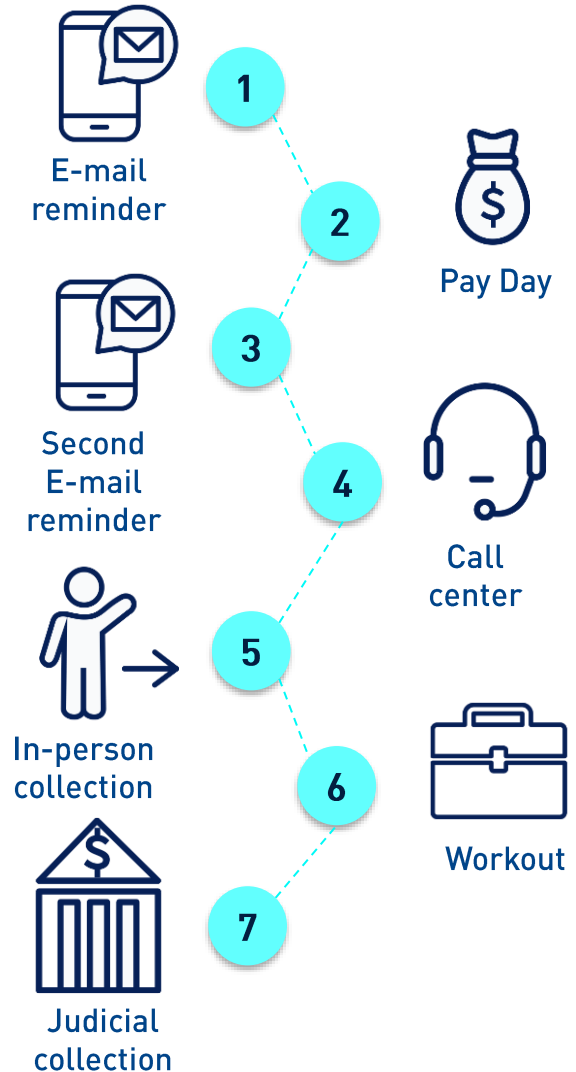 1
E-mail
reminder
2
$
Pay Day
3
Second
E-mail
reminder
4
Call
center
5
In-person
collection
6
Workout
7
$
Judicial
collection